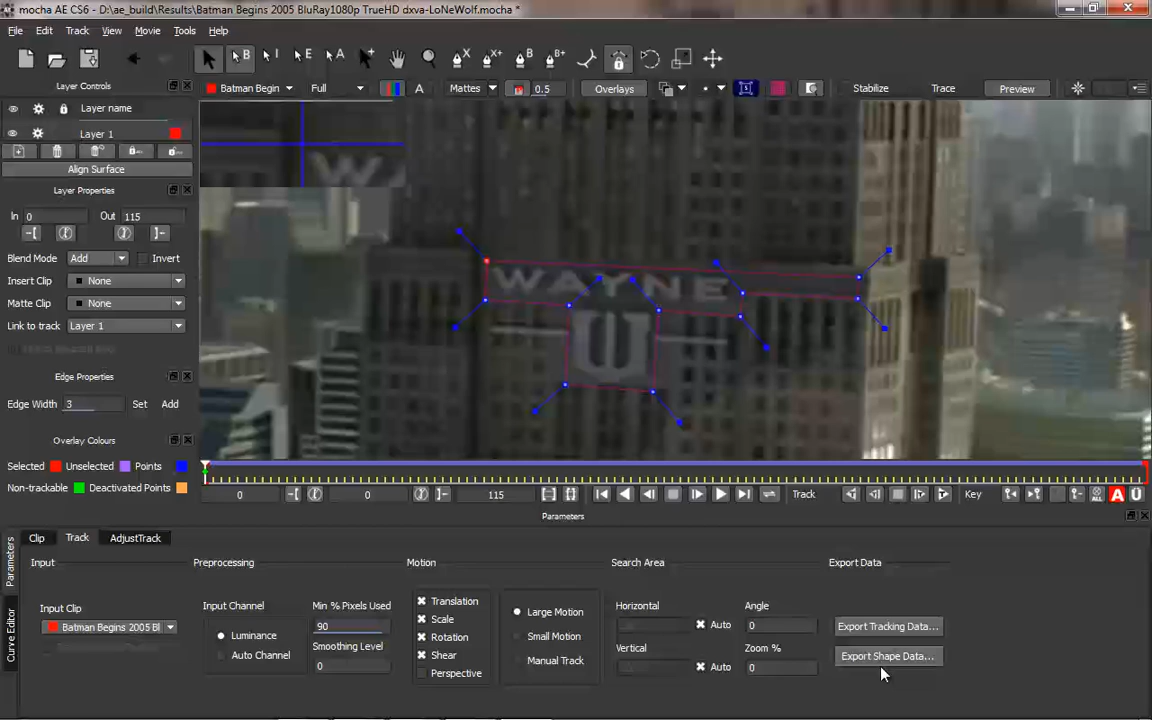 mocha AE CS6 - D:\ae_build\Results\Batman Begins 2005 BluRay1080p TrueHD dxva-LoNeWolf.mocha *
File Edit Track View Movie Tools Help
Layer Controls
Batman Begin Full A Mattes 0.5 Overlays Stabilize Trace Preview
Layer name
Layer 1
Align Surface
Layer Properties
In 0 Out 115
Blend Mode Add Invert
Insert Clip None
Matte Clip None
Link to track Layer 1
Edge Properties
Edge Width 3 Set Add
Overlay Colours
Selected Unselected Points
Non-trackable Deactivated Points
WA
WAYNE
W
0 0 115 Track Key A Ü
Parameters
Clip Track AdjustTrack
Parameters
Curve Editor
Input Preprocessing Motion Search Area Export Data
Input Clip
Batman Begins 2005 Bl
Input Channel
Luminance
Auto Channel
Min % Pixels Used
90
Smoothing Level
0
Translation
Scale
Rotation
Shear
Perspective
Large Motion
Small Motion
Manual Track
Horizontal Angle
Auto 0
Vertical Zoom %
Auto 0
Export Tracking Data...
Export Shape Data...